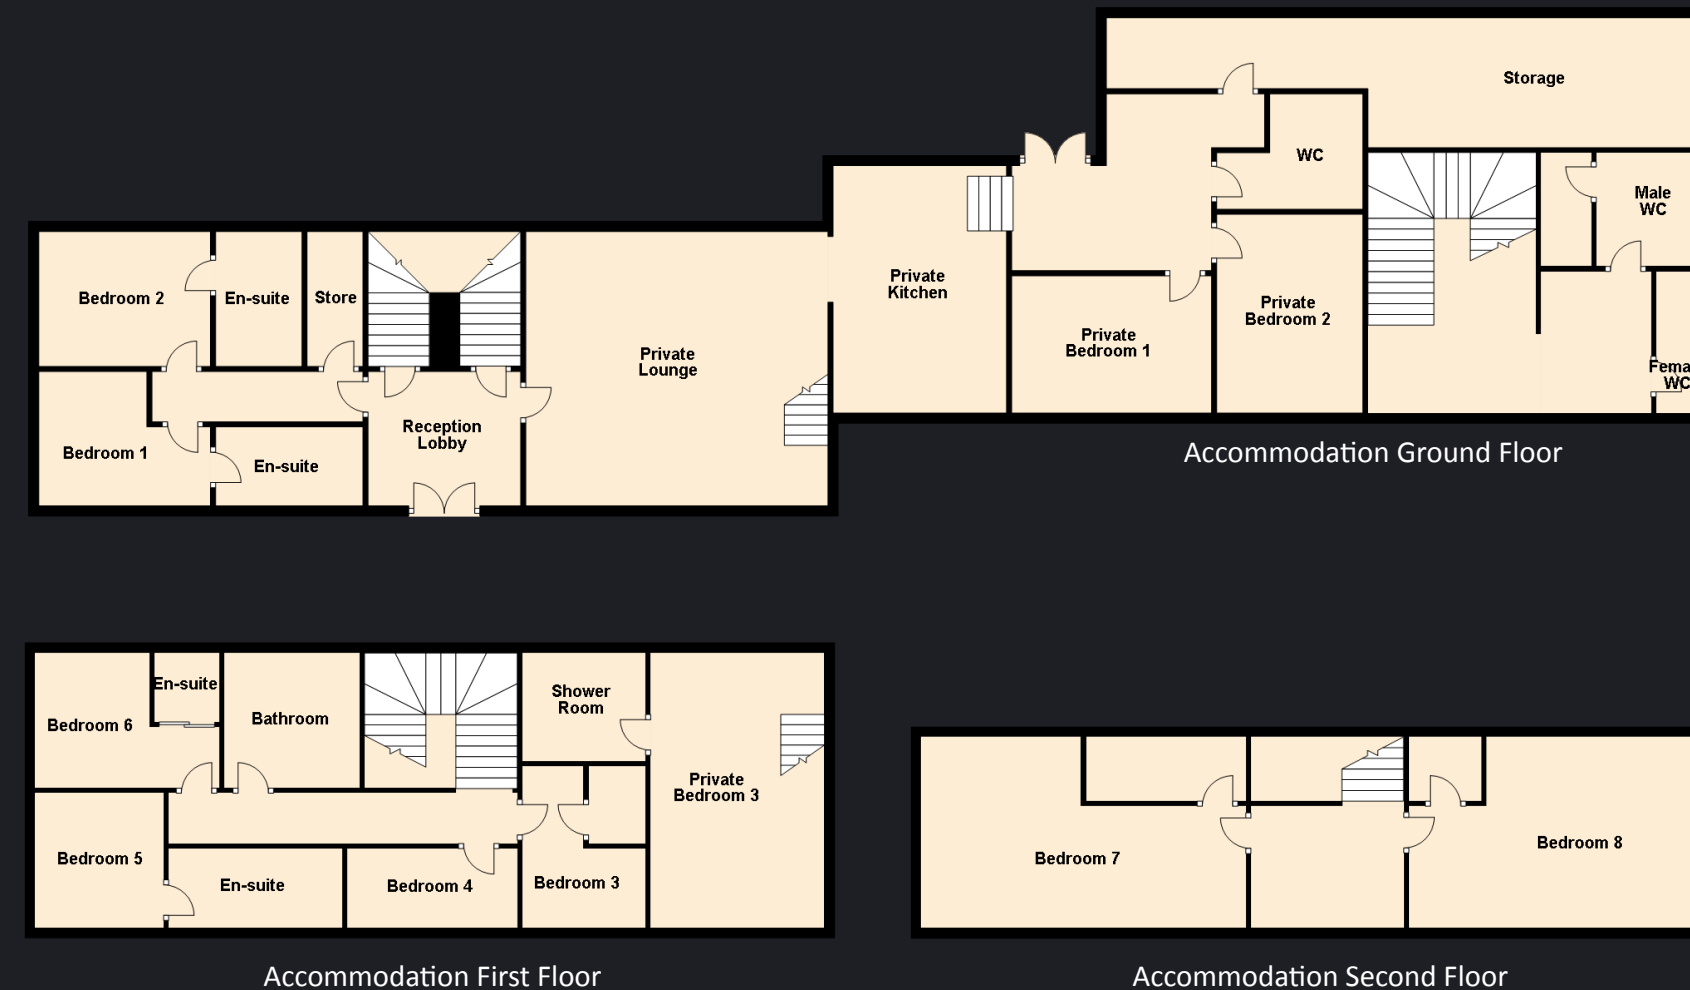 Storage
WC
Male
WC
Bedroom 2
En-suite
Store
Private
Kitchen
Private
Bedroom 2
Private
Lounge
Private
Bedroom 1
Reception
Lobby
Bedroom 1
En-suite
WC
Accommodation Ground Floor
Bedroom 6
En-suite
Bathroom
Shower
Room
Private
Bedroom 3
Bedroom 5
En-suite
Bedroom 4
Bedroom 3
Accommodation First Floor
Bedroom 7
Bedroom 8
Accommodation Second Floor